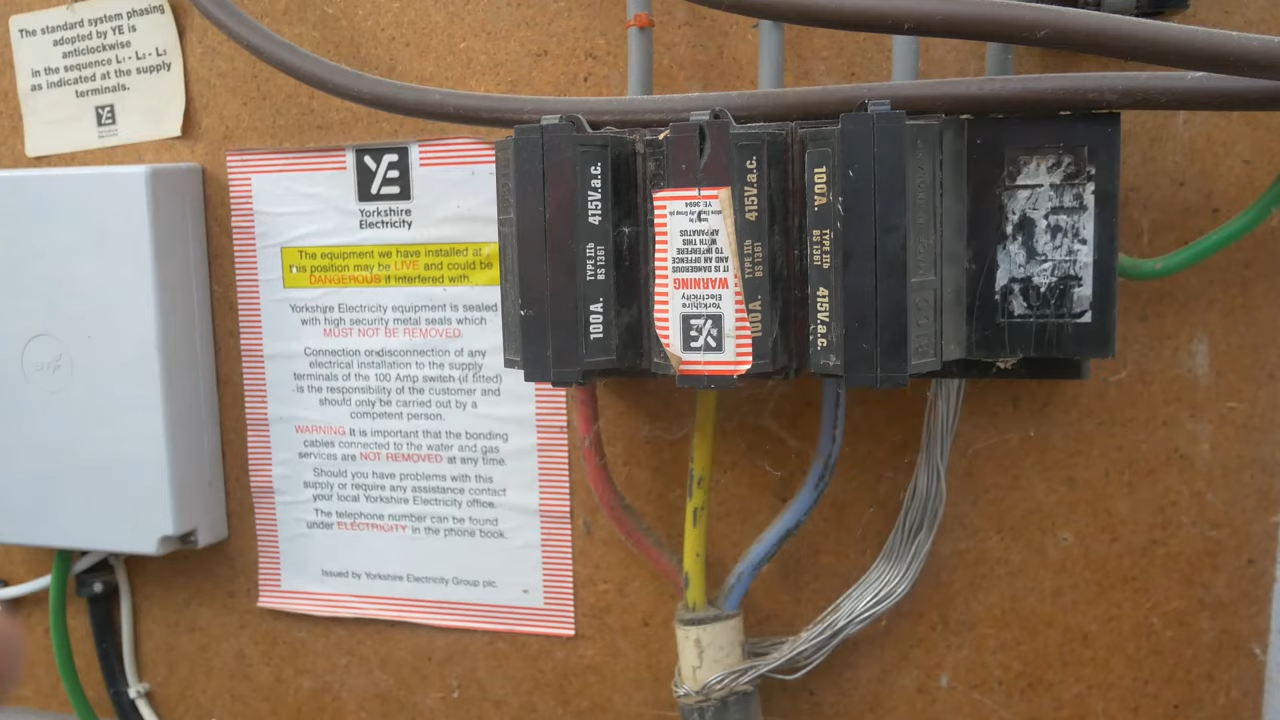 The standard system phasing
adopted by YE is
anticlockwise
in the sequence L1 - L2 - L3
as indicated at the supply
terminals.
YE
Yorkshire
Electricity
YE
Yorkshire
Electricity
The equipment we have installed at
this position may be LIVE and could be
DANGEROUS if interfered with.
Yorkshire Electricity equipment is sealed
with high security metal seals which
MUST NOT BE REMOVED.
Connection or disconnection of any
electrical installation to the supply
terminals of the 100 Amp switch (if fitted)
is the responsibility of the customer and
should only be carried out by a
competent person.
WARNING It is important that the bonding
cables connected to the water and gas
services are NOT REMOVED at any time.
Should you have problems with this
supply or require any assistance contact
your local Yorkshire Electricity office.
The telephone number can be found
under ELECTRICITY in the phone book.
Issued by Yorkshire Electricity Group plc.
100A. TYPE IIb 415V.a.c.
BS 1361
YE
Yorkshire
Electricity
WARNING
IT IS DANGEROUS
AND AN OFFENCE
TO INTERFERE
WITH THIS
APPARATUS
YE 3694
100A. TYPE IIb 415V.a.c.
BS 1361
100A. TYPE IIb 415V.a.c.
BS 1361